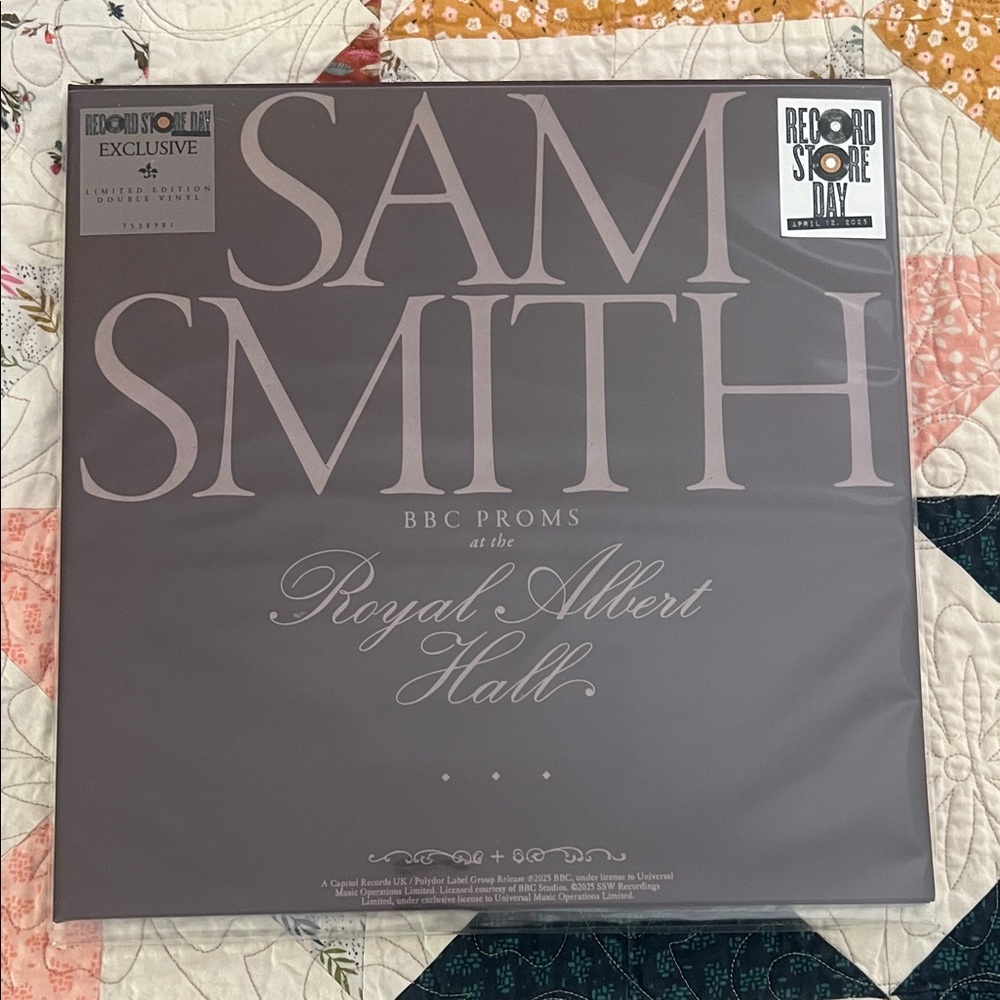 RECORD STORE DAY
EXCLUSIVE
LIMITED EDITION
DOUBLE VINYL
7538981
RECORD
STORE
DAY
APRIL 12, 2025
SAM
SMITH
BBC PROMS
at the
Royal Albert
Hall
A Capitol Records UK / Polydor Label Group Release ℗2025 BBC, under license to Universal
Music Operations Limited. Licensed courtesy of BBC Studios. ©2025 SSW Recordings
Limited, under exclusive license to Universal Music Operations Limited.